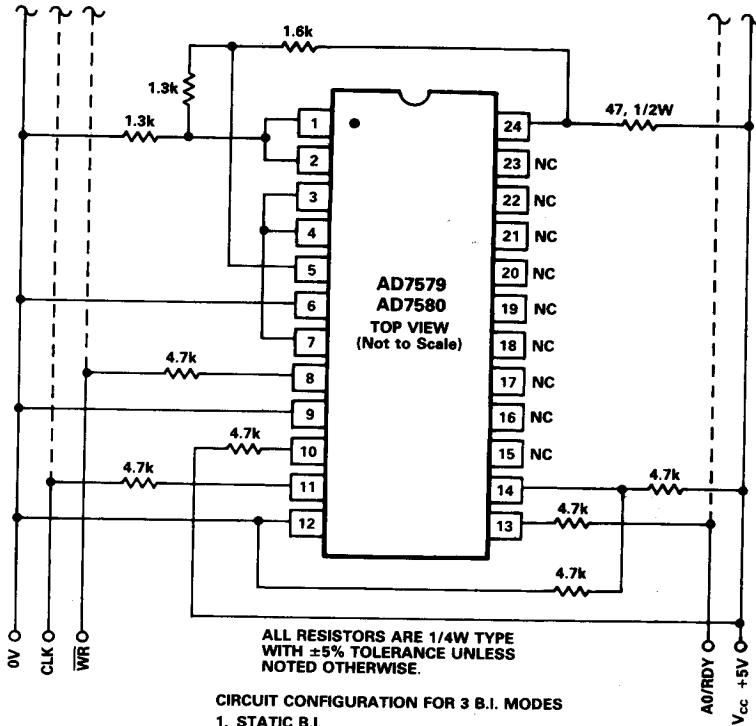 1.6k
1.3k
1.3k
47, 1/2W
1
24
2
23 NC
3
22 NC
4
21 NC
5
20 NC
6
19 NC
7
18 NC
8
17 NC
9
16 NC
10
15 NC
11
14
12
13
AD7579
AD7580
TOP VIEW
(Not to Scale)
4.7k
4.7k
4.7k
4.7k
4.7k
4.7k
0V
CLK
WR
A0/RDY
VCC +5V
ALL RESISTORS ARE 1/4W TYPE
WITH ±5% TOLERANCE UNLESS
NOTED OTHERWISE.
CIRCUIT CONFIGURATION FOR 3 B.I. MODES
1. STATIC B.I.